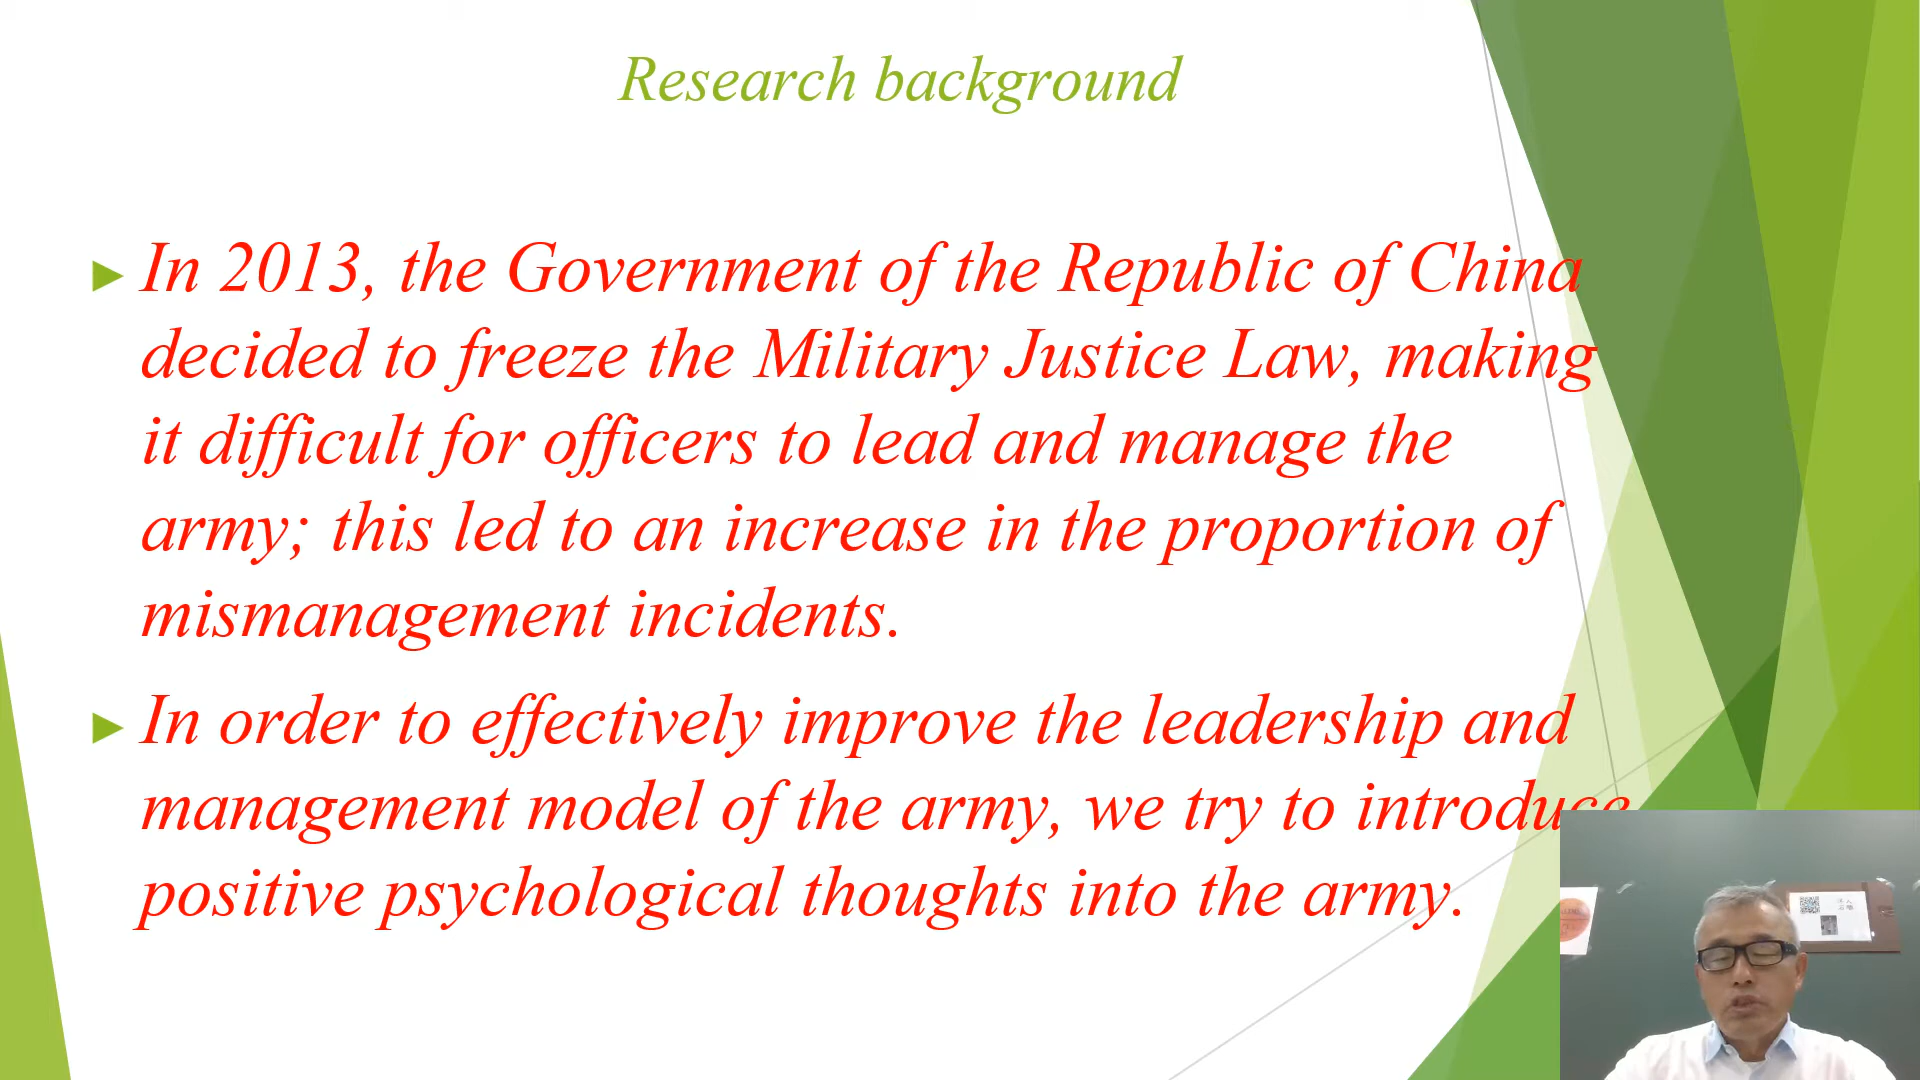 Research background
In 2013, the Government of the Republic of China
decided to freeze the Military Justice Law, making
it difficult for officers to lead and manage the
army; this led to an increase in the proportion of
mismanagement incidents.
In order to effectively improve the leadership and
management model of the army, we try to introduce
positive psychological thoughts into the army.